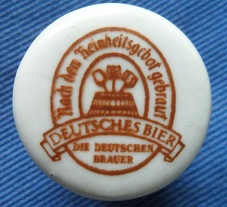 Nach dem Reinheitsgebot gebraut
DEUTSCHES BIER
DIE DEUTSCHEN
BRAUER